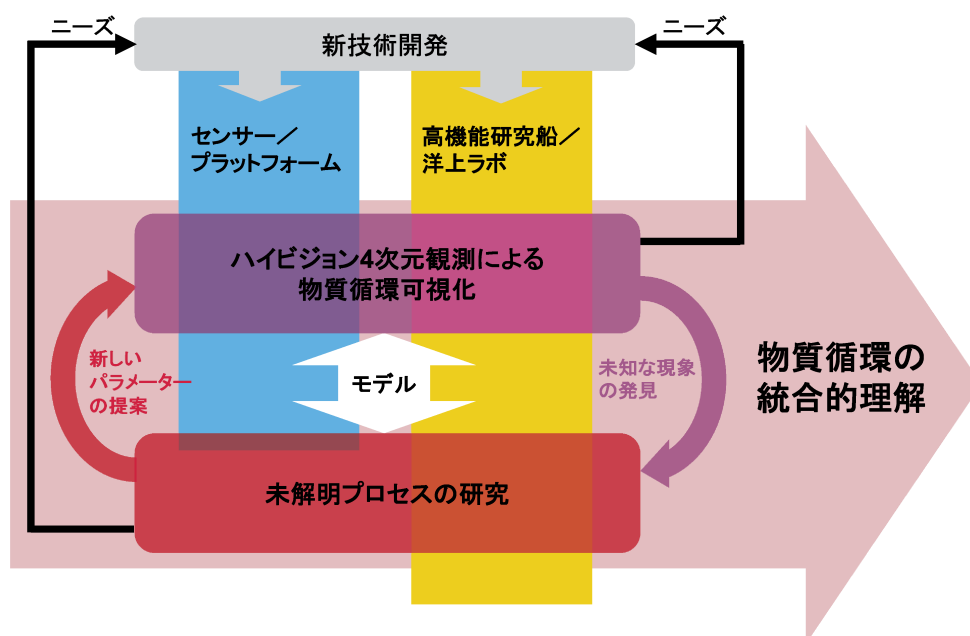 ニーズ
新技術開発
ニーズ
センサー／
プラットフォーム
高機能研究船／
洋上ラボ
ハイビジョン4次元観測による
物質循環可視化
新しい
パラメーター
の提案
モデル
未知な現象
の発見
物質循環の
統合的理解
未解明プロセスの研究